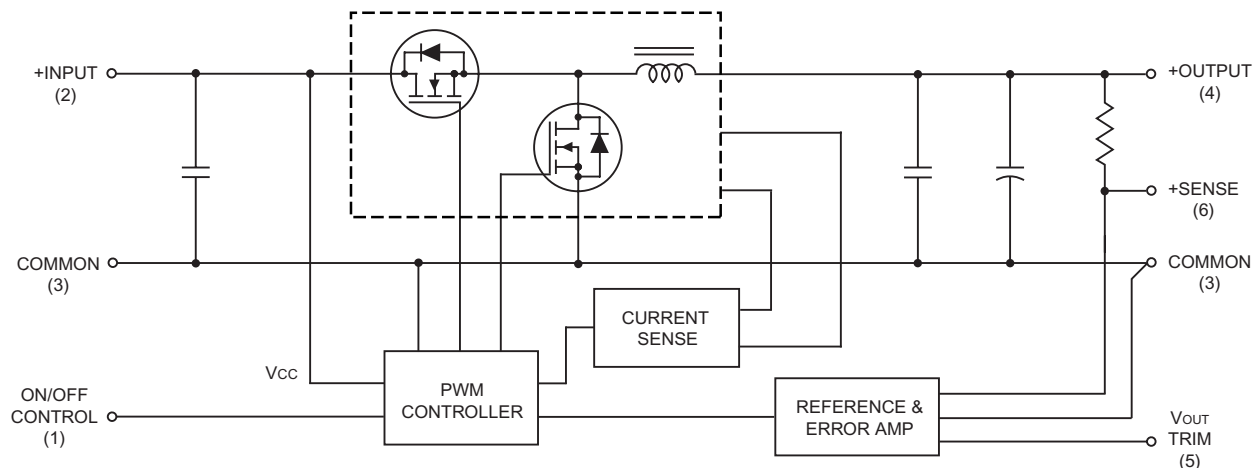 +INPUT
(2)
+OUTPUT
(4)
+SENSE
(6)
COMMON
(3)
COMMON
(3)
CURRENT
SENSE
VCC
PWM
CONTROLLER
ON/OFF
CONTROL
(1)
REFERENCE &
ERROR AMP
VOUT
TRIM
(5)